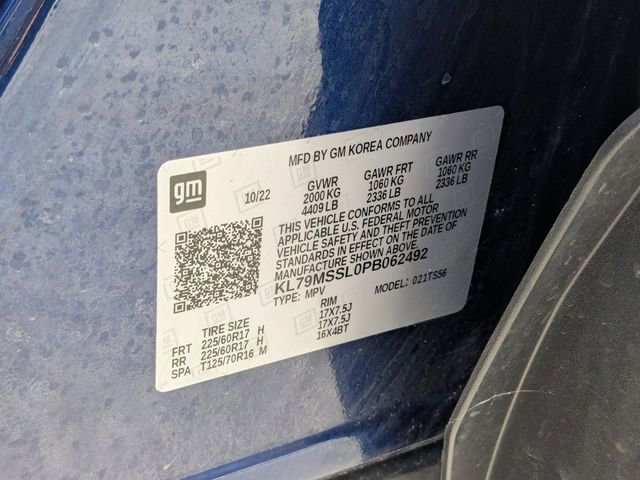 MFD BY GM KOREA COMPANY
gm
10/22 GVWR GAWR FRT GAWR RR
2000 KG 1060 KG 1060 KG
4409 LB 2336 LB 2336 LB
THIS VEHICLE CONFORMS TO ALL
APPLICABLE U.S. FEDERAL MOTOR
VEHICLE SAFETY AND THEFT PREVENTION
STANDARDS IN EFFECT ON THE DATE OF
MANUFACTURE SHOWN ABOVE.
KL79MSSL0PB062492
TYPE: MPV MODEL: 021TS56
TIRE SIZE RIM
FRT 225/60R17 H 17X7.5J
RR 225/60R17 H 17X7.5J
SPA T125/70R16 M 16X4BT